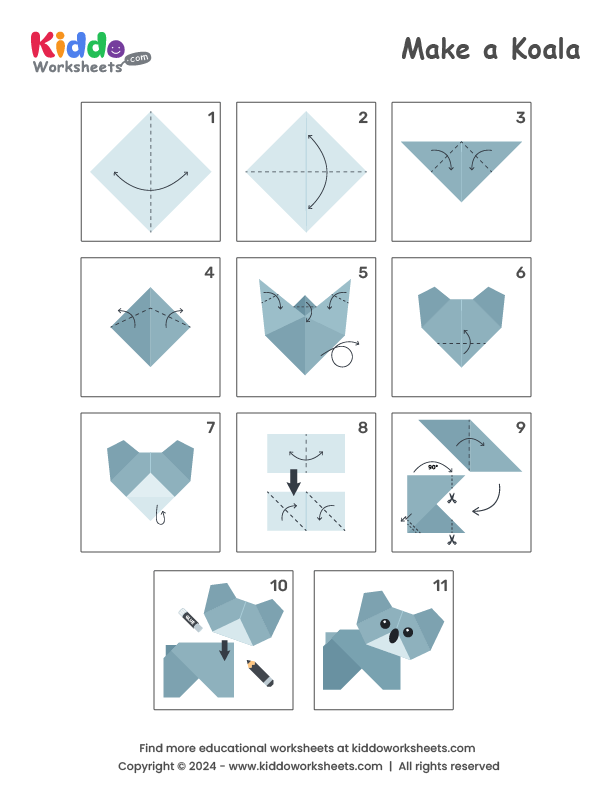 Kiddo
Worksheets
.com
Make a Koala
1
2
3
4
5
6
7
8
9
90°
10
GLUE
11
Find more educational worksheets at kiddoworksheets.com
Copyright © 2024 - www.kiddoworksheets.com | All rights reserved